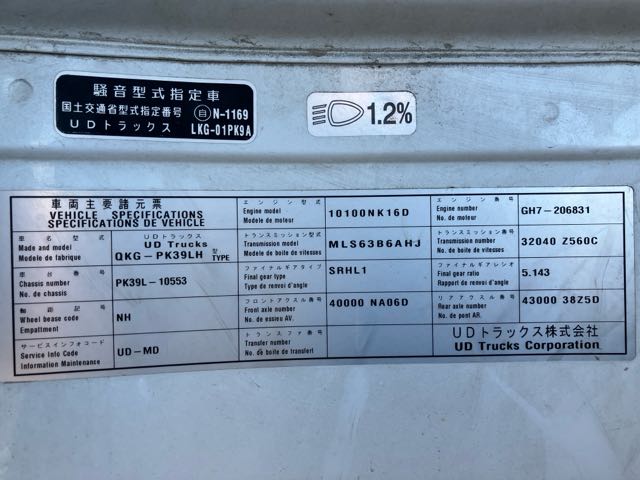 騒音型式指定車
国土交通省型式指定番号 自 N-1169
UDトラックス LKG-01PK9A
1.2%
車両主要諸元票
VEHICLE SPECIFICATIONS
SPECIFICATIONS DE VEHICLE
車名型式
Made and model
Modele de fabrique
UDトラックス
UD Trucks
QKG-PK39LH 型
TYPE
車台番号
Chassis number
No. de chassis
PK39L-10553
軸距記号
Wheel base code
Empattment
NH
サービスインフォコード
Service Info Code
Information Maintenance
UD-MD
エンジン型式
Engine model
Modele de moteur
10100NK16D
トランスミッション型式
Transmission model
Modele de boite de vitesses
MLS63B6AHJ
ファイナルギアタイプ
Final gear type
Type de renvoi d'angle
SRHL1
フロントアクスル番号
Front axle number
No. de essieu AV.
40000 NA06D
トランスファ番号
Transfer number
No. de boite de transfert
エンジン番号
Engine number
No. de moteur
GH7-206831
トランスミッション番号
Transmission number
No. de boite de vitesses
32040 Z560C
ファイナルギアレシオ
Final gear ratio
Rapport de renvoi d'angle
5.143
リアアクスル番号
Rear axle number
No. de pont AR.
43000 38Z5D
UDトラックス株式会社
UD Trucks Corporation